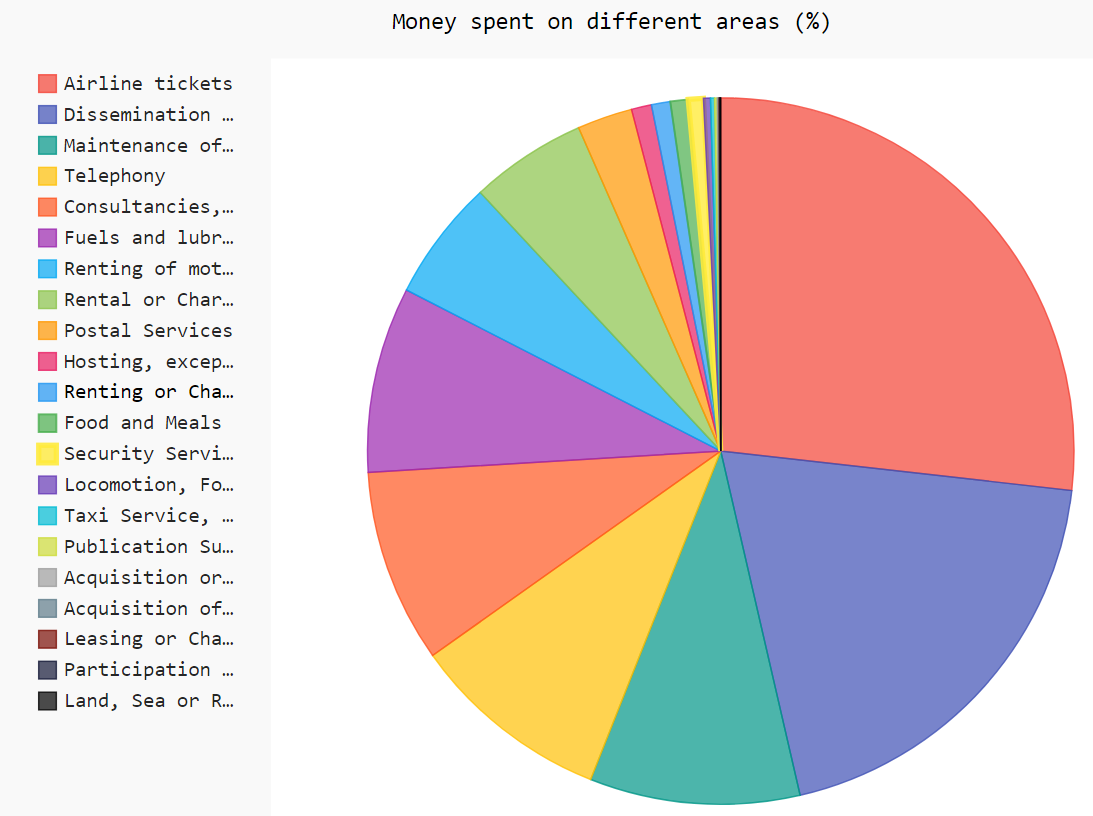 Money spent on different areas (%)
Airline tickets
Dissemination …
Maintenance of…
Telephony
Consultancies,…
Fuels and lubr…
Renting of mot…
Rental or Char…
Postal Services
Hosting, excep…
Renting or Cha…
Food and Meals
Security Servi…
Locomotion, Fo…
Taxi Service, …
Publication Su…
Acquisition or…
Acquisition of…
Leasing or Cha…
Participation …
Land, Sea or R…